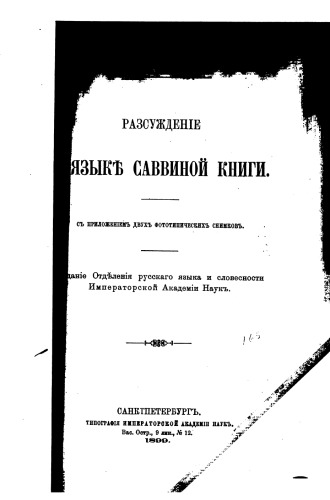 РАЗСУЖДЕНІЕ
ЯЗЫКѢ САВВИНОЙ КНИГИ.
СЪ ПРИЛОЖЕНІЕМЪ ДВУХЪ ФОТОТИПИЧЕСКИХЪ СНИМКОВЪ.
даніе Отдѣленія русскаго языка и словесности
Императорской Академіи Наукъ.
165
САНКТПЕТЕРБУРГЪ.
ТИПОГРАФІЯ ИМПЕРАТОРСКОЙ АКАДЕМІИ НАУКЪ.
Вас. Остр., 9 лин., № 12.
1899.